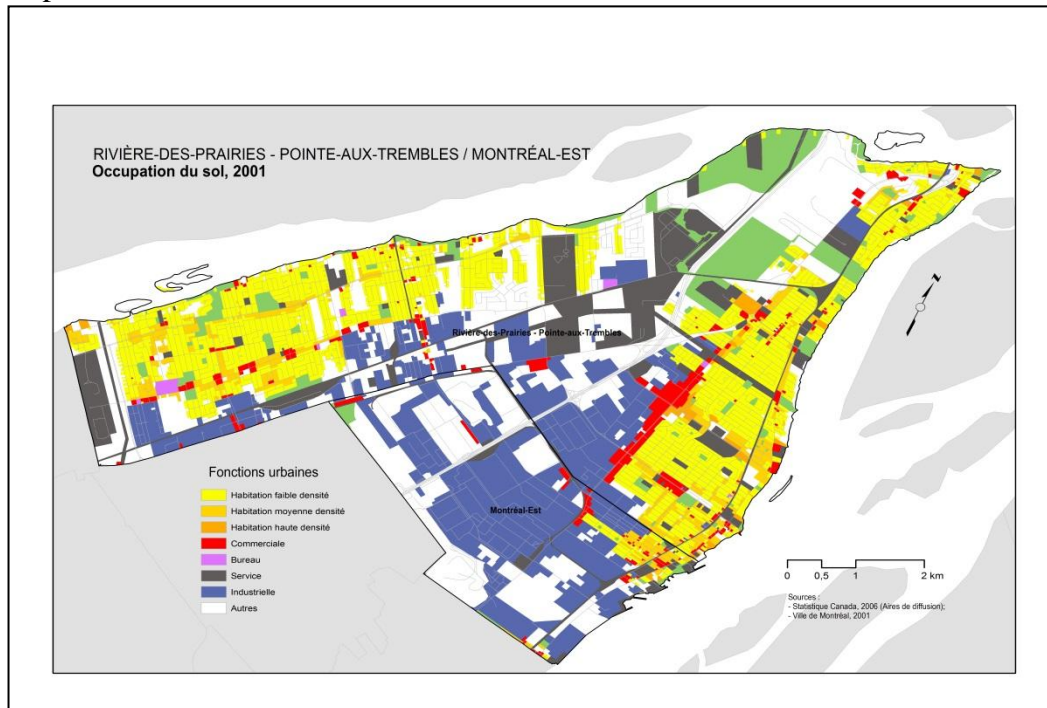 RIVIÈRE-DES-PRAIRIES - POINTE-AUX-TREMBLES / MONTRÉAL-EST
Occupation du sol, 2001
Rivière-des-Prairies - Pointe-aux-Trembles
Montréal-Est
Fonctions urbaines
Habitation faible densité
Habitation moyenne densité
Habitation haute densité
Commerciale
Bureau
Service
Industrielle
Autres
z
0 0,5 1 2 km
Sources :
- Statistique Canada, 2006 (Aires de diffusion);
- Ville de Montréal, 2001